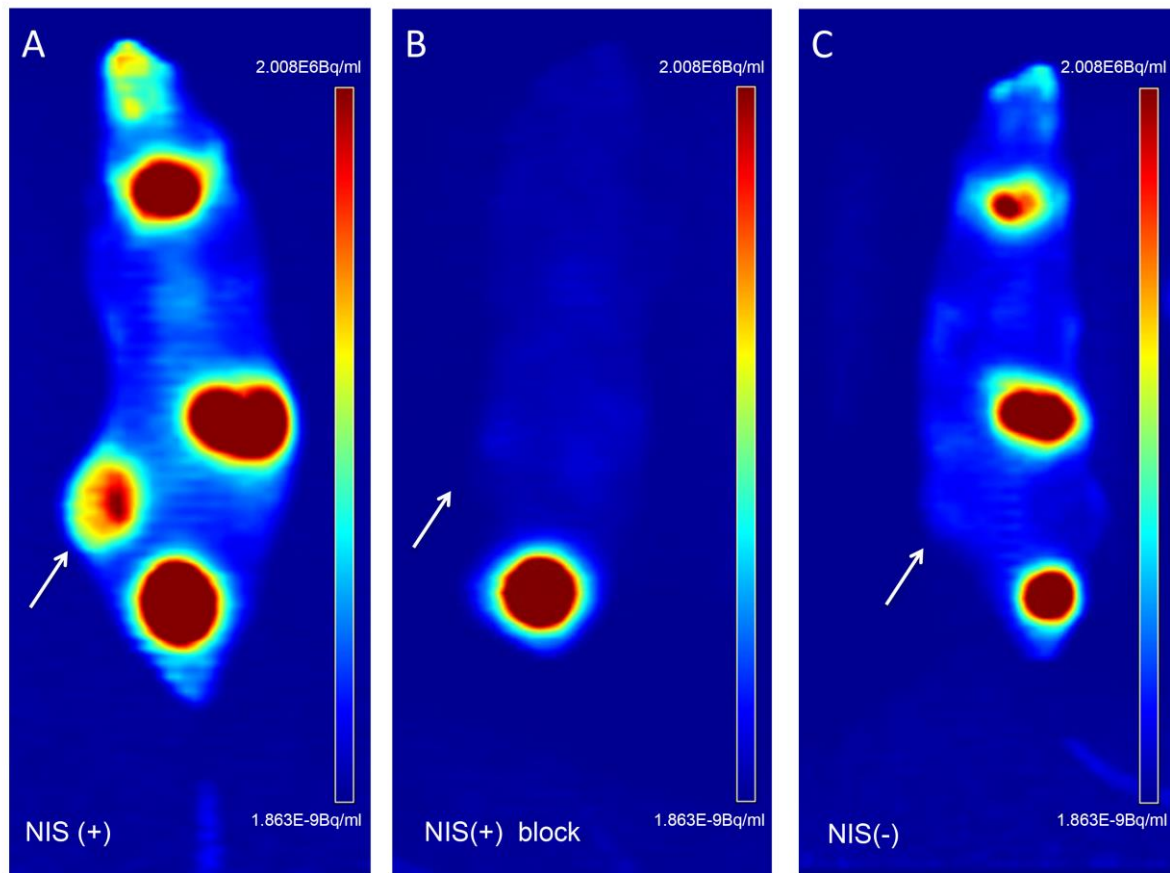 A
2.008E6Bq/ml
1.863E-9Bq/ml
NIS (+)
B
2.008E6Bq/ml
1.863E-9Bq/ml
NIS(+) block
C
2.008E6Bq/ml
1.863E-9Bq/ml
NIS(-)